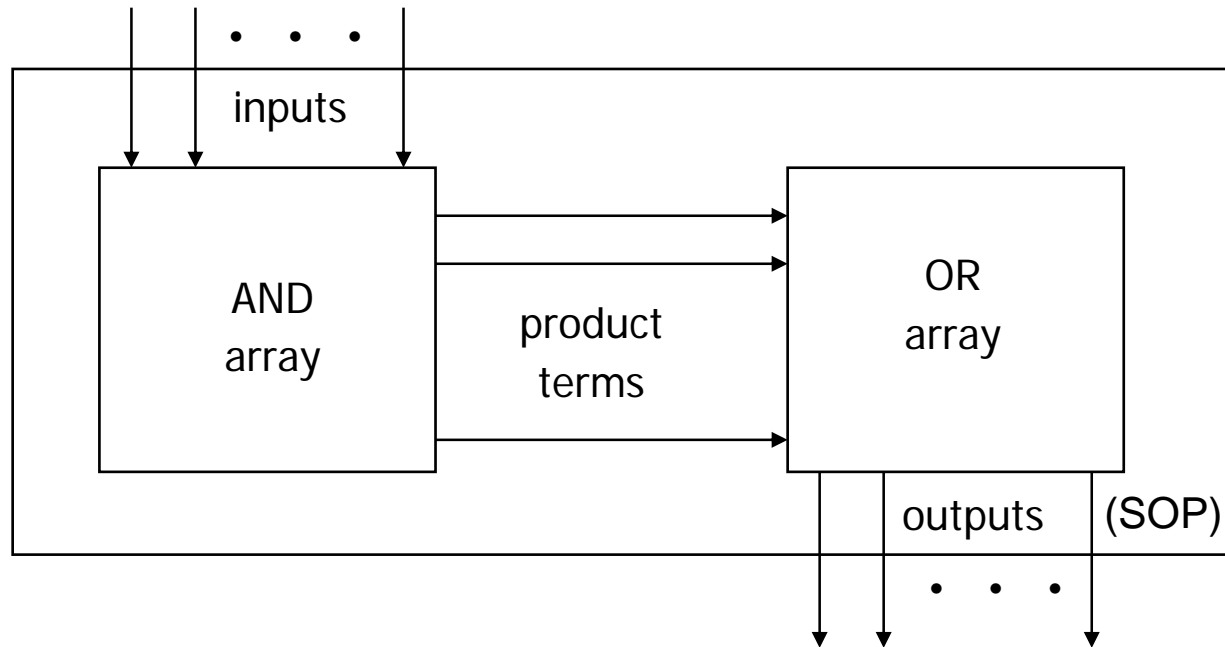 inputs
AND
array
product
terms
OR
array
outputs (SOP)